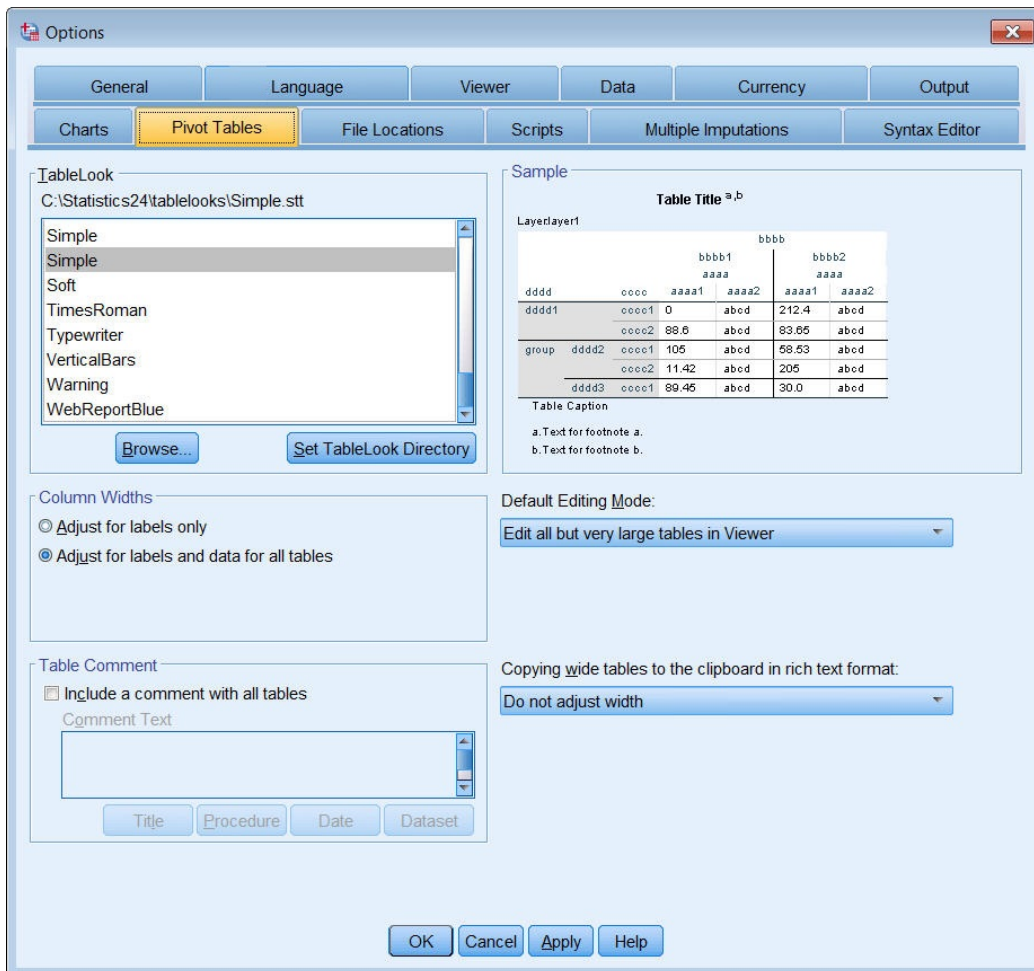 Options
General Language Viewer Data Currency Output
Charts Pivot Tables File Locations Scripts Multiple Imputations Syntax Editor
TableLook
C:\Statistics24\tablelooks\Simple.stt
Simple
Simple
Soft
TimesRoman
Typewriter
VerticalBars
Warning
WebReportBlue
Browse... Set TableLook Directory
Sample
Table Title a,b
Layerlayer1
bbbb
bbbb1 bbbb2
aaaa aaaa
dddd cccc aaaa1 aaaa2 aaaa1 aaaa2
dddd1 cccc1 0 abcd 212.4 abcd
cccc2 88.6 abcd 83.65 abcd
group dddd2 cccc1 105 abcd 58.53 abcd
cccc2 11.42 abcd 205 abcd
dddd3 cccc1 89.45 abcd 30.0 abcd
Table Caption
a.Text for footnote a.
b.Text for footnote b.
Column Widths
Adjust for labels only
Adjust for labels and data for all tables
Default Editing Mode:
Edit all but very large tables in Viewer
Table Comment
Include a comment with all tables
Comment Text
Title Procedure Date Dataset
Copying wide tables to the clipboard in rich text format:
Do not adjust width
OK Cancel Apply Help